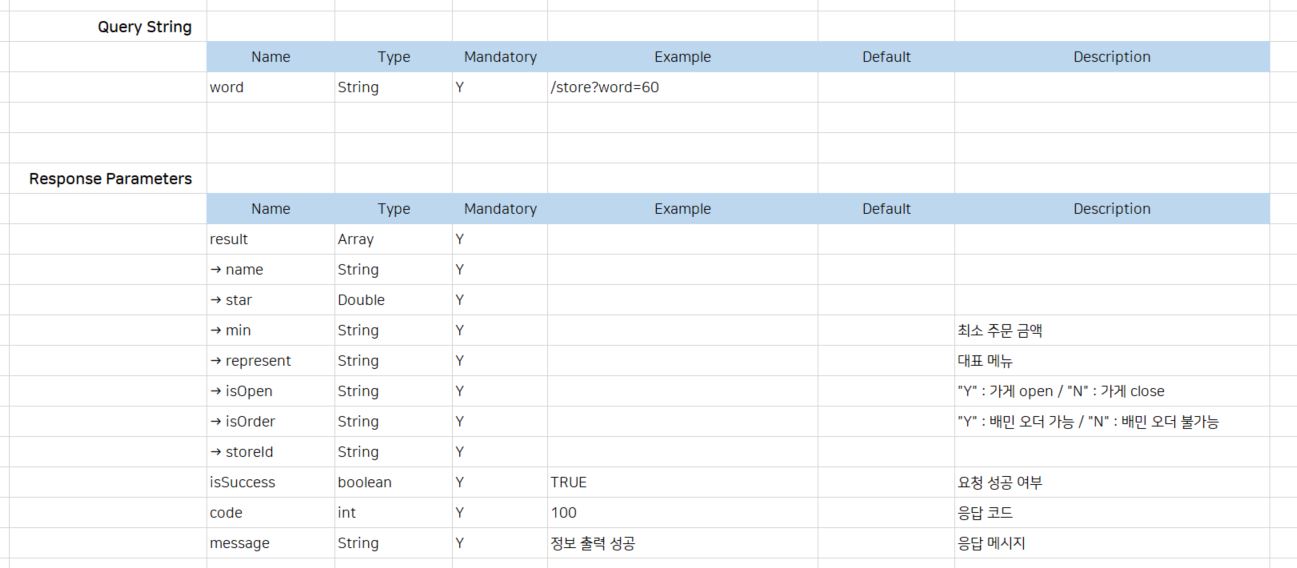 Query String
Name Type Mandatory Example Default Description
word String Y /store?word=60
Response Parameters
Name Type Mandatory Example Default Description
result Array Y
→ name String Y
→ star Double Y
→ min String Y 최소 주문 금액
→ represent String Y 대표 메뉴
→ isOpen String Y "Y" : 가게 open / "N" : 가게 close
→ isOrder String Y "Y" : 배민 오더 가능 / "N" : 배민 오더 불가능
→ storeId String Y
isSuccess boolean Y TRUE 요청 성공 여부
code int Y 100 응답 코드
message String Y 정보 출력 성공 응답 메시지